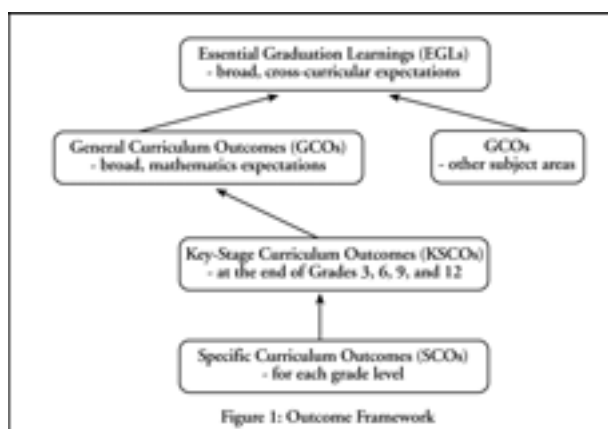 Essential Graduation Learnings (EGLs)
- broad, cross-curricular expectations
General Curriculum Outcomes (GCOs)
- broad, mathematics expectations
GCOs
- other subject areas
Key-Stage Curriculum Outcomes (KSCOs)
- at the end of Grades 3, 6, 9, and 12
Specific Curriculum Outcomes (SCOs)
- for each grade level
Figure 1: Outcome Framework